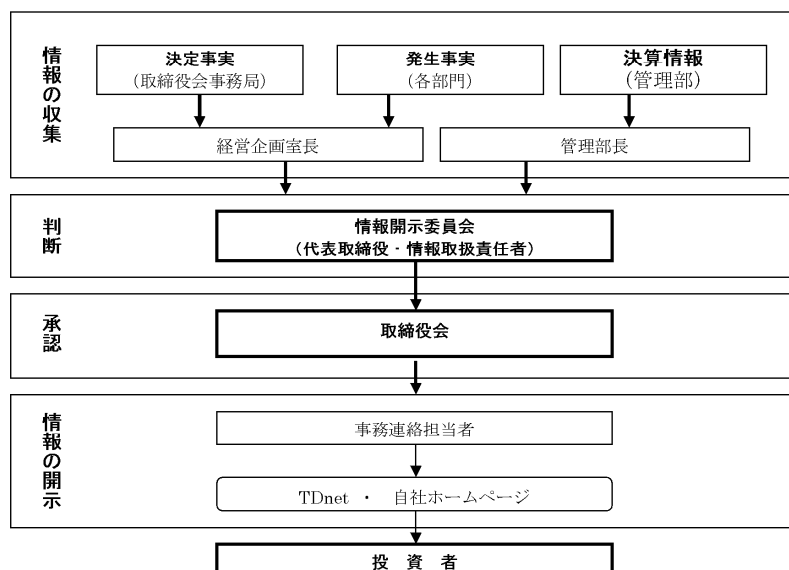 情報の収集
決定事実
（取締役会事務局）
発生事実
（各部門）
決算情報
（管理部）
経営企画室長
管理部長
判断
情報開示委員会
（代表取締役・情報取扱責任者）
承認
取締役会
情報の開示
事務連絡担当者
TDnet ・ 自社ホームページ
投 資 者